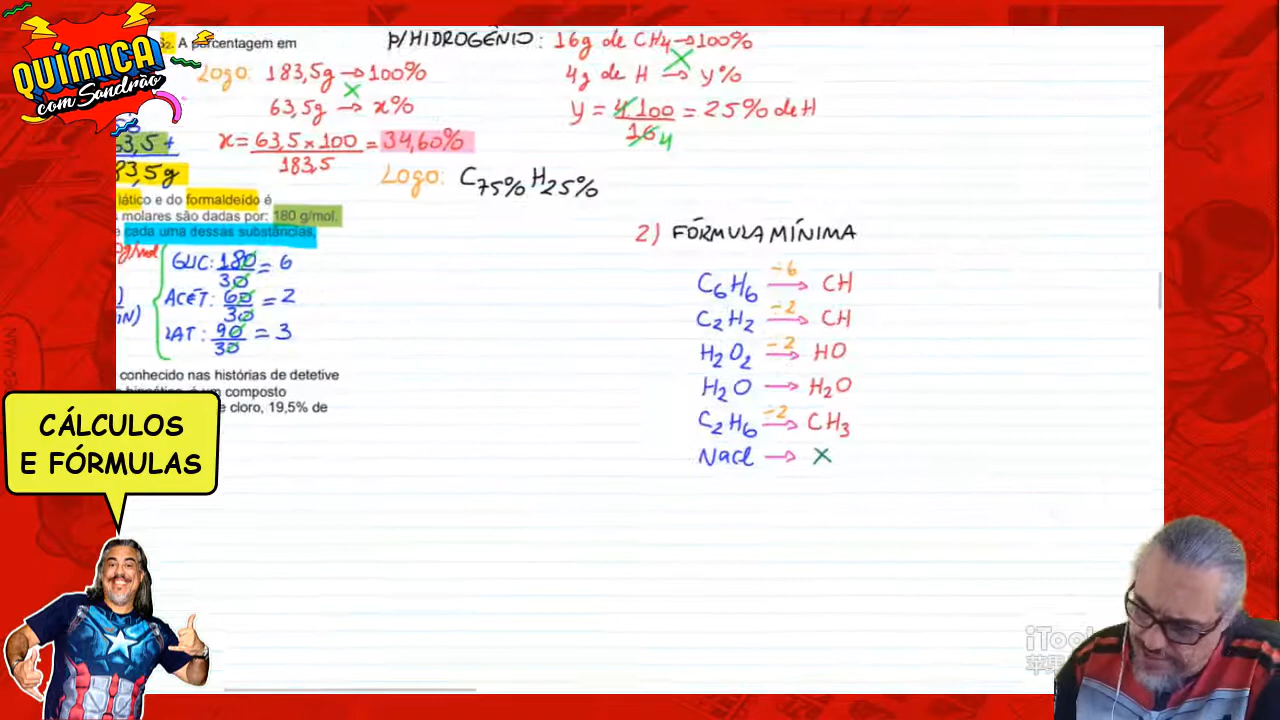 QUÍMICA
com Sandrão
A percentagem em
Logo: 183,5g → 100%
63,5g → x%
x = 63,5 x 100 = 34,60%
183,5
63,5 +
83,5g
lático e do formaldeído é
molares são dadas por: 180 g/mol,
cada uma dessas substâncias.
GLIC: 180 = 6
30
ACÉT: 60 = 2
30
LAT: 90 = 3
30
conhecido nas histórias de detetive
composto
cloro, 19,5% de
p/HIDROGÊNIO: 16g de CH4 → 100%
4g de H → y%
y = 4.100 = 25% de H
16 4
Logo: C75% H25%
2) FÓRMULA MÍNIMA
C6H6 ÷6 → CH
C2H2 ÷2 → CH
H2O2 ÷2 → HO
H2O → H2O
C2H6 ÷2 → CH3
NaCl → X
CÁLCULOS
E FÓRMULAS
iTool